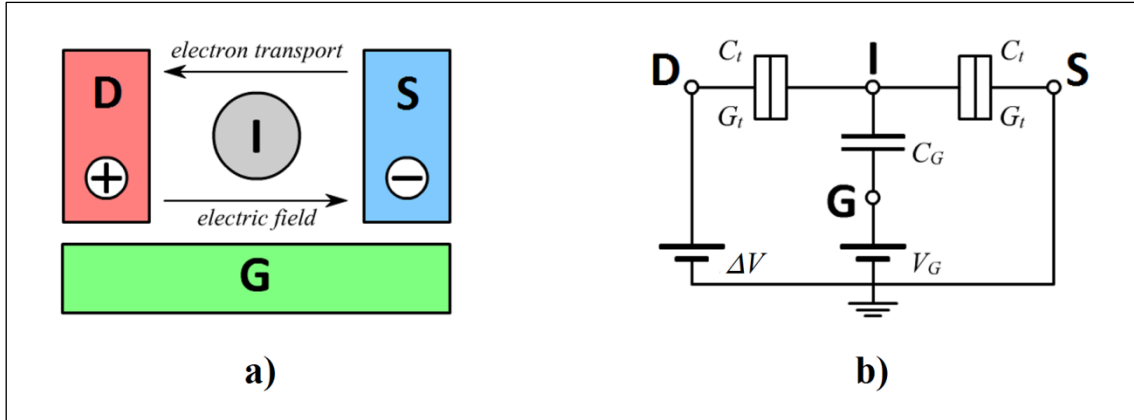 electron transport
D
I
S
+
−
electric field
G
a)
D
C_t
G_t
I
C_t
G_t
S
C_G
G
ΔV
V_G
b)